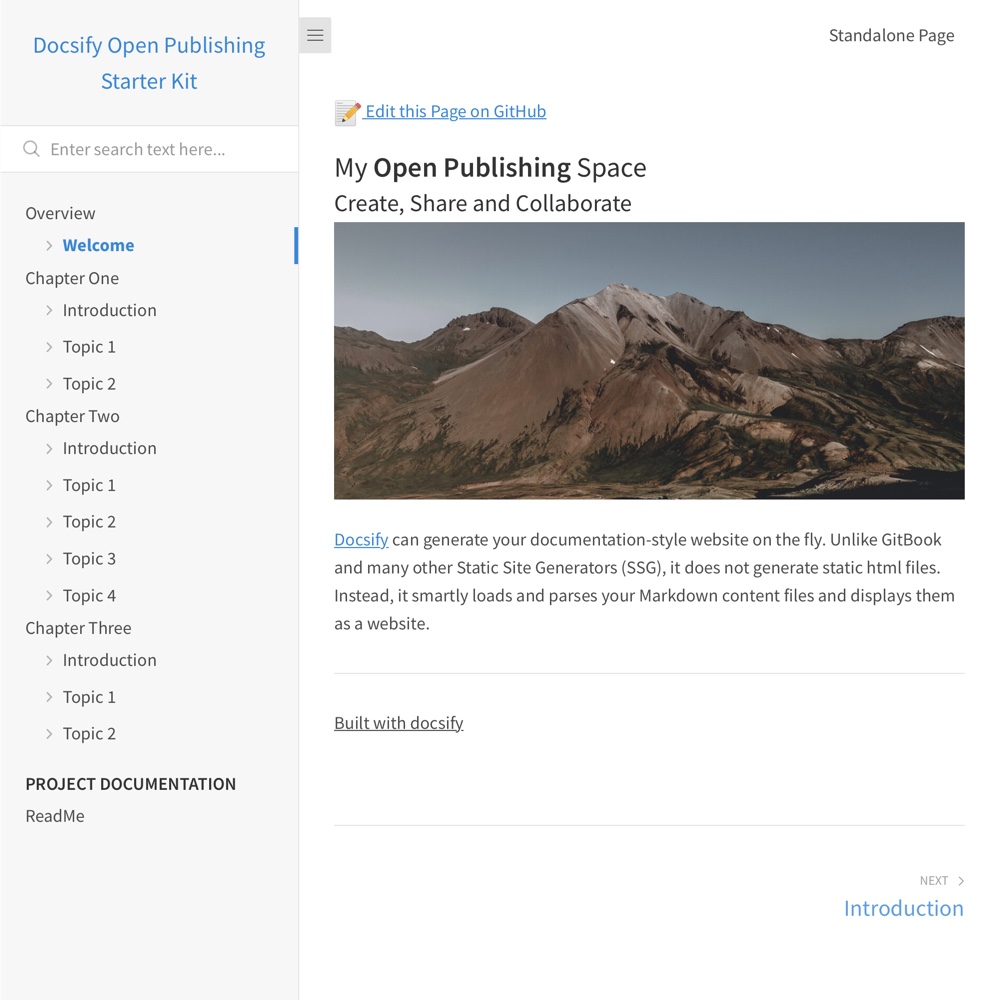 Docsify Open Publishing
Starter Kit
Enter search text here...
Overview
Welcome
Chapter One
Introduction
Topic 1
Topic 2
Chapter Two
Introduction
Topic 1
Topic 2
Topic 3
Topic 4
Chapter Three
Introduction
Topic 1
Topic 2
PROJECT DOCUMENTATION
ReadMe
Standalone Page
Edit this Page on GitHub
My Open Publishing Space
Create, Share and Collaborate
Docsify can generate your documentation-style website on the fly. Unlike GitBook
and many other Static Site Generators (SSG), it does not generate static html files.
Instead, it smartly loads and parses your Markdown content files and displays them
as a website.
Built with docsify
NEXT
Introduction